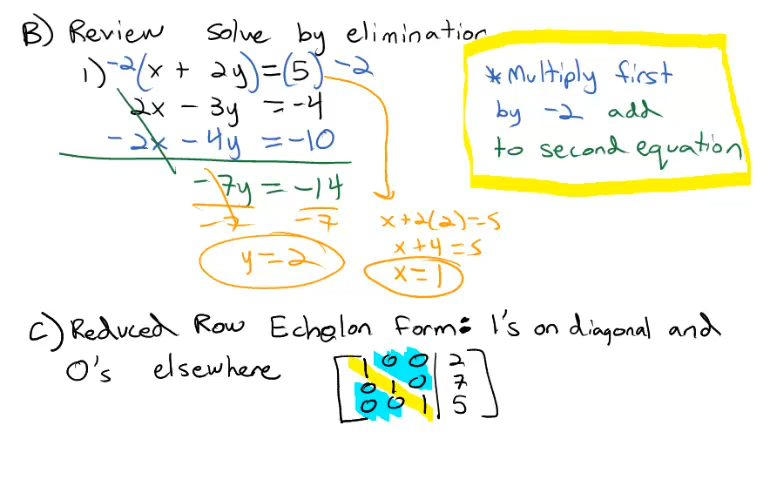 B) Review solve by elimination
1) -2(x + 2y)=(5) -2
2x - 3y = -4
-2x - 4y = -10
-7y = -14
-7 -7
y = 2
x+2(2)=5
x+4=5
x=1
*Multiply first
by -2 add
to second equation
C) Reduced Row Echelon Form: 1's on diagonal and
0's elsewhere
1 0 0 | 2
0 1 0 | 7
0 0 1 | 5